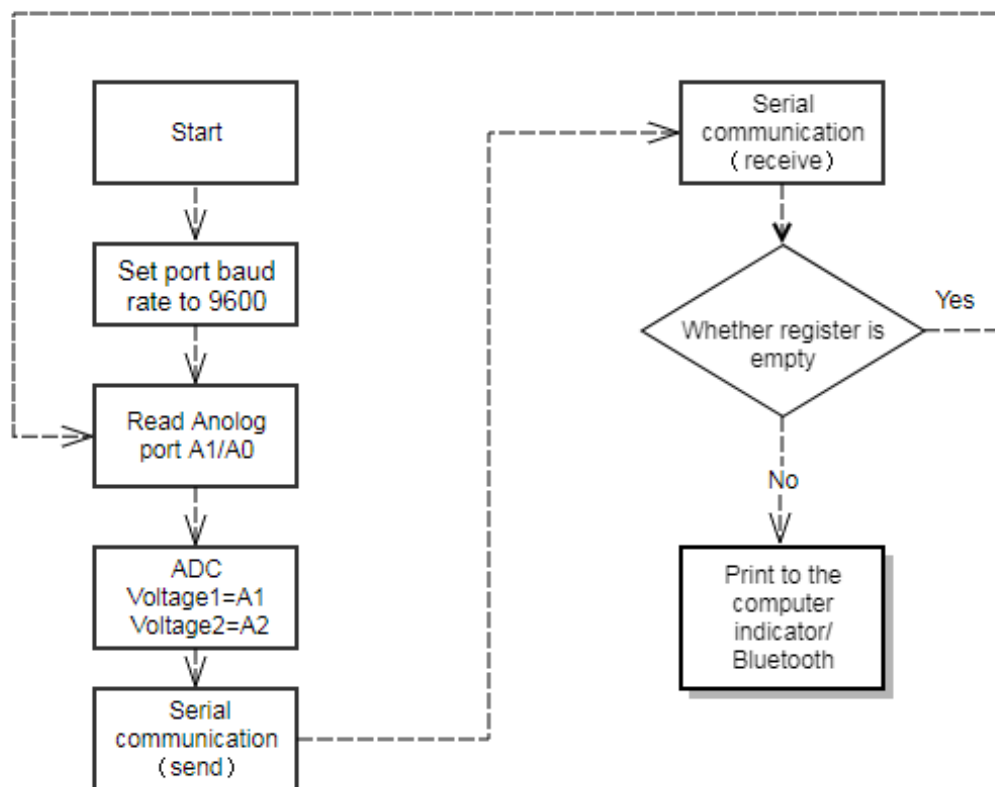 Start
Set port baud
rate to 9600
Read Anolog
port A1/A0
ADC
Voltage1=A1
Voltage2=A2
Serial
communication
（send）
Serial
communication
（receive）
Whether register is
empty
Yes
No
Print to the
computer
indicator/
Bluetooth